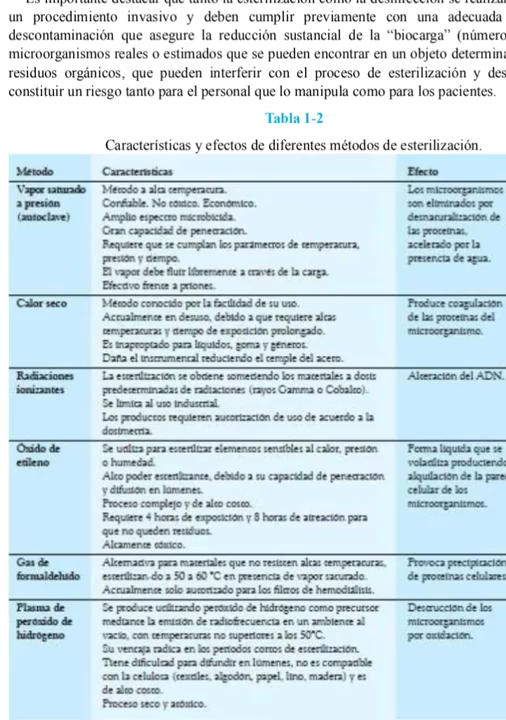 Es importante destacar que tanto la esterilización como la desinfección se realizan
un procedimiento invasivo y deben cumplir previamente con una adecuada
descontaminación que asegure la reducción sustancial de la “biocarga” (número
microorganismos reales o estimados que se pueden encontrar en un objeto determina
residuos orgánicos, que pueden interferir con el proceso de esterilización y des
constituir un riesgo tanto para el personal que lo manipula como para los pacientes.
Tabla 1-2
Características y efectos de diferentes métodos de esterilización.
Método Características Efecto
Vapor saturado a presión (autoclave)
Método a alta temperatura.
Confiable. No tóxico. Económico.
Amplio espectro microbicida.
Gran capacidad de penetración.
Requiere que se cumplan los parámetros de temperatura,
presión y tiempo.
El vapor debe fluir libremente a través de la carga.
Efectivo frente a priones.
Los microorganismos
son eliminados por
desnaturalización de
las proteínas,
acelerado por la
presencia de agua.
Calor seco
Método conocido por la facilidad de su uso.
Actualmente en desuso, debido a que requiere altas
temperaturas y tiempo de exposición prolongado.
Es inapropiado para líquidos, goma y géneros.
Daña el instrumental reduciendo el temple del acero.
Produce coagulación
de las proteínas del
microorganismo.
Radiaciones
ionizantes
La esterilización se obtiene sometiendo los materiales a dosis
predeterminadas de radiaciones (rayos Gamma o Cobalto).
Se limita al uso industrial.
Los productos requieren autorización de uso de acuerdo a la
dosimetría.
Alteración del ADN.
Óxido de
etileno
Se utiliza para esterilizar elementos sensibles al calor, presión
o humedad.
Alto poder esterilizante, debido a su capacidad de penetración
y difusión en lúmenes.
Proceso complejo y de alto costo.
Requiere 4 horas de exposición y 8 horas de aireación para
que no queden residuos.
Altamente tóxico.
Forma líquida que se
volatiliza produciendo
alquilación de la pared
celular de los
microorganismos.
Gas de
formaldehído
Alternativa para materiales que no resisten altas temperaturas,
esterilizan-do a 50 a 60 °C en presencia de vapor saturado.
Actualmente solo autorizado para los filtros de hemodiálisis.
Provoca precipitación
de proteínas celulares
Plasma de
peróxido de
hidrógeno
Se produce utilizando peróxido de hidrógeno como precursor
mediante la emisión de radiofrecuencia en un ambiente al
vacío, con temperaturas no superiores a los 50°C.
Su ventaja radica en los períodos cortos de esterilización.
Tiene dificultad para difundir en lúmenes, no es compatible
con la celulosa (textiles, algodón, papel, lino, madera) y es
de alto costo.
Proceso seco y atóxico.
Destrucción de los
microorganismos
por oxidación.